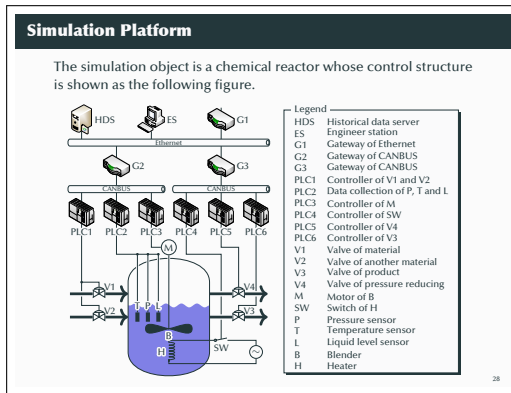 Simulation Platform
The simulation object is a chemical reactor whose control structure
is shown as the following figure.
HDS
ES
G1
Ethernet
G2
G3
CANBUS
CANBUS
PLC1 PLC2 PLC3 PLC4 PLC5 PLC6
M
V1
V4
T P L
V2
V3
B
H
SW
~
Legend
HDS Historical data server
ES Engineer station
G1 Gateway of Ethernet
G2 Gateway of CANBUS
G3 Gateway of CANBUS
PLC1 Controller of V1 and V2
PLC2 Data collection of P, T and L
PLC3 Controller of M
PLC4 Controller of SW
PLC5 Controller of V4
PLC6 Controller of V3
V1 Valve of material
V2 Valve of another material
V3 Valve of product
V4 Valve of pressure reducing
M Motor of B
SW Switch of H
P Pressure sensor
T Temperature sensor
L Liquid level sensor
B Blender
H Heater
28